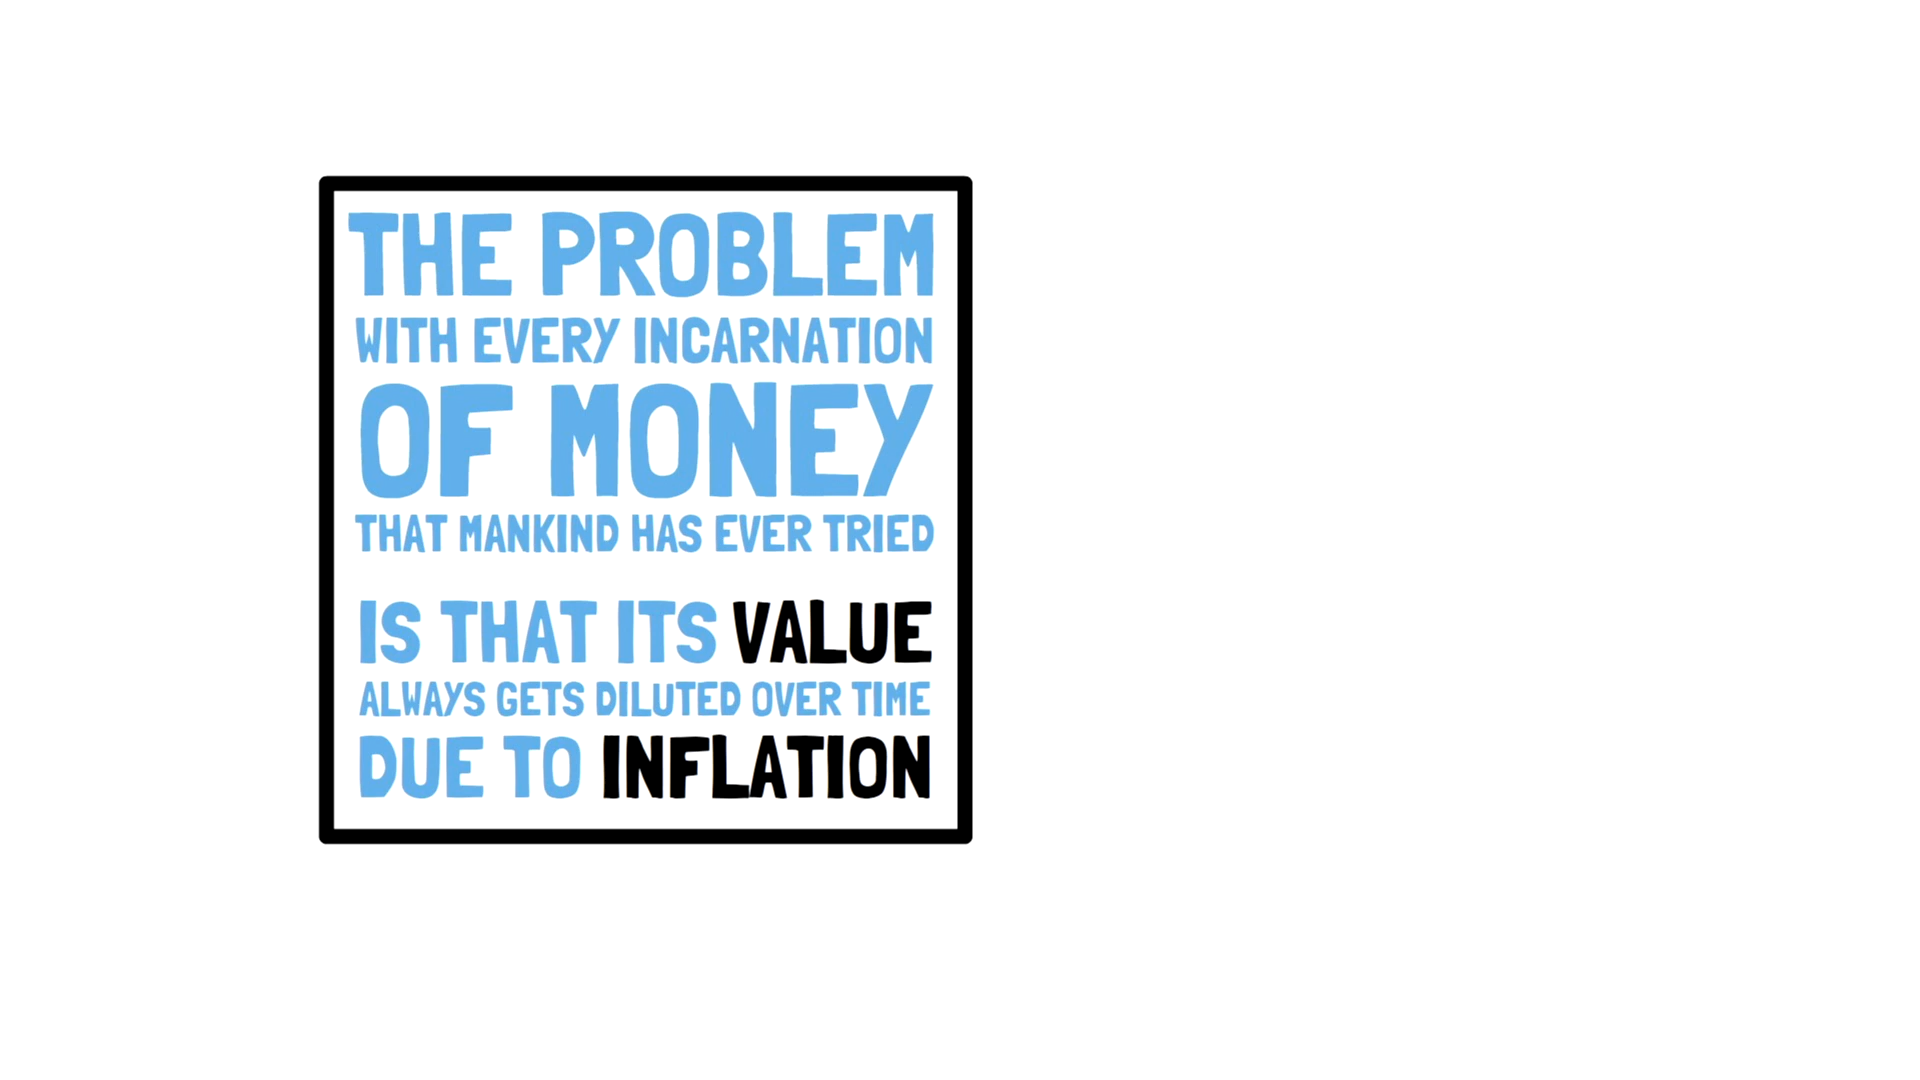 THE PROBLEM
WITH EVERY INCARNATION
OF MONEY
THAT MANKIND HAS EVER TRIED
IS THAT ITS VALUE
ALWAYS GETS DILUTED OVER TIME
DUE TO INFLATION